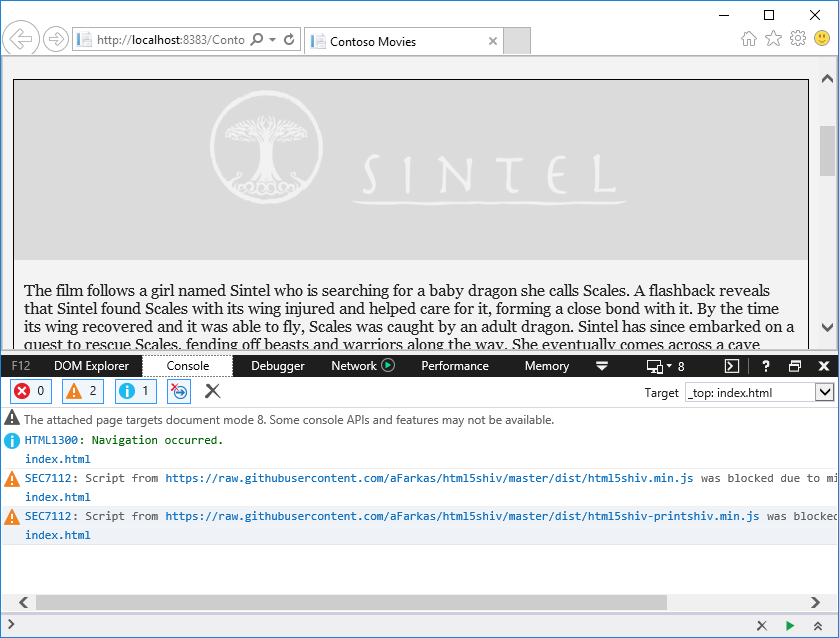 http://localhost:8383/Conto
Contoso Movies
SINTEL
The film follows a girl named Sintel who is searching for a baby dragon she calls Scales. A flashback reveals
that Sintel found Scales with its wing injured and helped care for it, forming a close bond with it. By the time
its wing recovered and it was able to fly, Scales was caught by an adult dragon. Sintel has since embarked on a
quest to rescue Scales, fending off beasts and warriors along the way. She eventually comes across a cave
F12 DOM Explorer Console Debugger Network Performance Memory 8 ?
0 2 1 Target _top: index.html
The attached page targets document mode 8. Some console APIs and features may not be available.
HTML1300: Navigation occurred.
index.html
SEC7112: Script from https://raw.githubusercontent.com/aFarkas/html5shiv/master/dist/html5shiv.min.js was blocked due to mi
index.html
SEC7112: Script from https://raw.githubusercontent.com/aFarkas/html5shiv/master/dist/html5shiv-printshiv.min.js was blocked
index.html